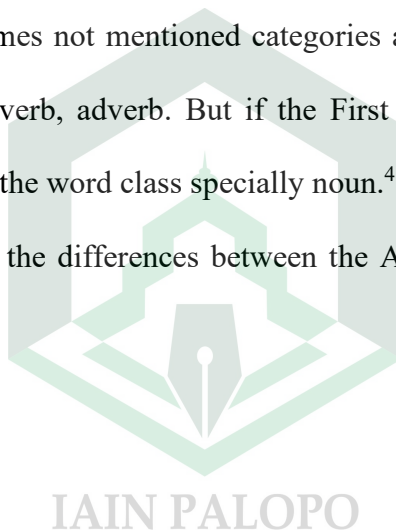 mes not mentioned categories a
verb, adverb. But if the First
the word class specially noun.4
the differences between the A
IAIN PALOPO